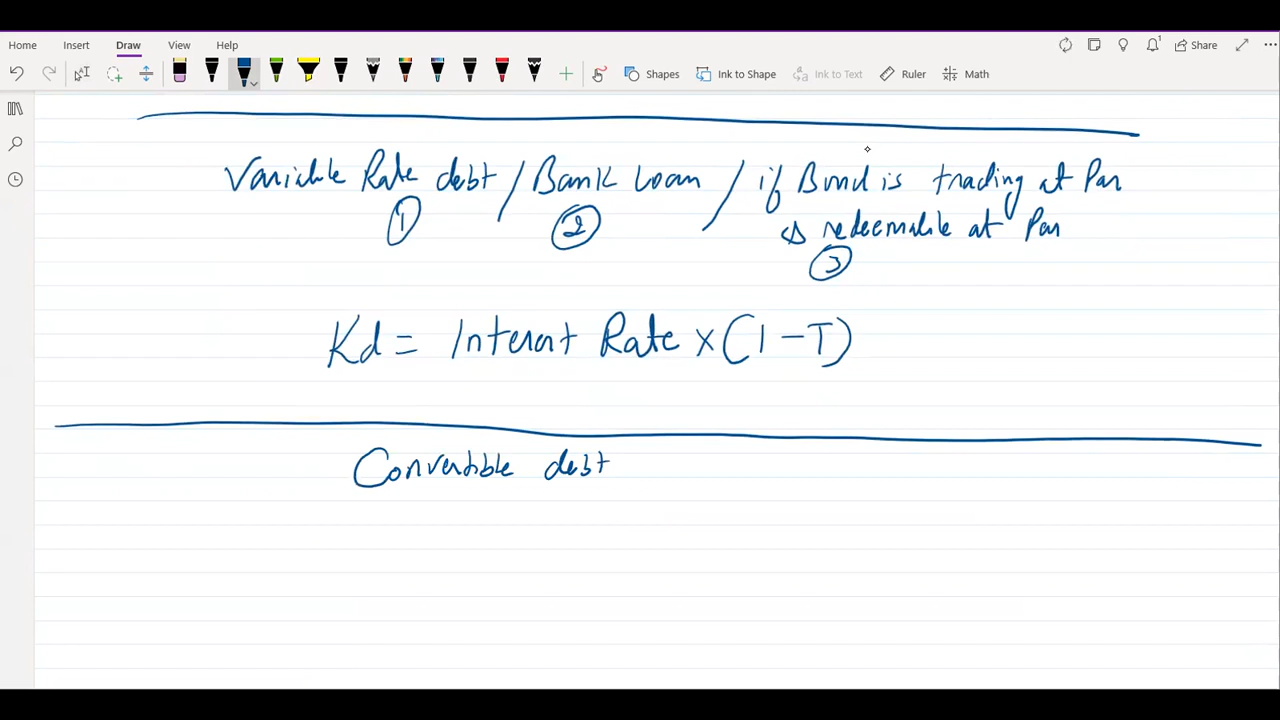 Home Insert Draw View Help
Share
Shapes Ink to Shape Ink to Text Ruler Math
Variable Rate debt / Bank Loan / if Bond is trading at Par
① ② & redeemable at Par
③
Kd = Interest Rate × (1 − T)
Convertible debt